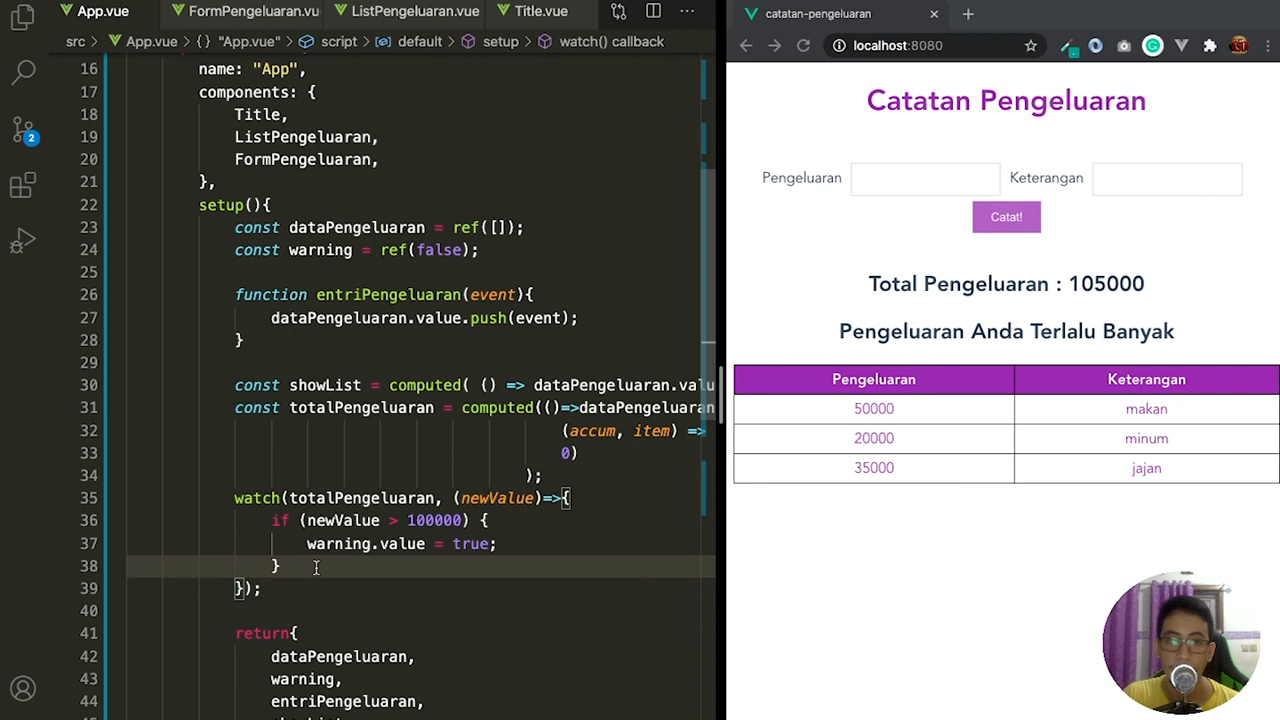 App.vue FormPengeluaran.vu ListPengeluaran.vue Title.vue
src > App.vue > {} "App.vue" > script > default > setup > watch() callback
16 name: "App",
17 components: {
18 Title,
19 ListPengeluaran,
20 FormPengeluaran,
21 },
22 setup(){
23 const dataPengeluaran = ref([]);
24 const warning = ref(false);
25
26 function entriPengeluaran(event){
27 dataPengeluaran.value.push(event);
28 }
29
30 const showList = computed( () => dataPengeluaran.valu
31 const totalPengeluaran = computed(()=>dataPengeluaran
32 (accum, item) =>
33 0)
34 );
35 watch(totalPengeluaran, (newValue)=>{
36 if (newValue > 100000) {
37 warning.value = true;
38 }
39 });
40
41 return{
42 dataPengeluaran,
43 warning,
44 entriPengeluaran,
2
catatan-pengeluaran
localhost:8080
Catatan Pengeluaran
Pengeluaran Keterangan
Catat!
Total Pengeluaran : 105000
Pengeluaran Anda Terlalu Banyak
Pengeluaran Keterangan
50000 makan
20000 minum
35000 jajan